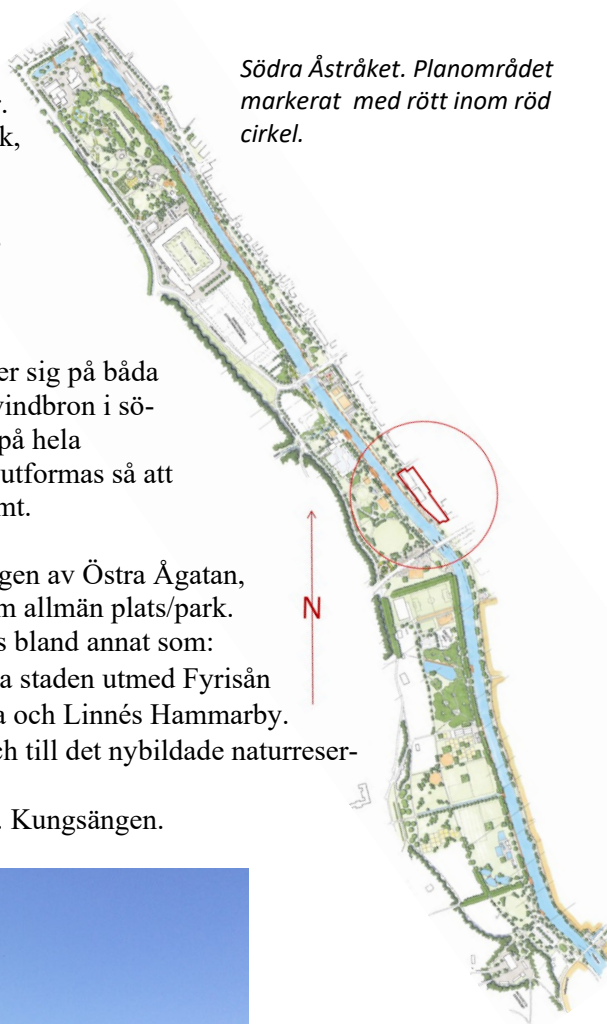 Södra Åstråket. Planområdet
markerat med rött inom röd
cirkel.
k,
er sig på båda
vindbron i sö-
på hela
utformas så att
mt.
gen av Östra Ågatan,
m allmän plats/park.
s bland annat som:
a staden utmed Fyrisån
a och Linnés Hammarby.
ch till det nybildade naturreser-
. Kungsängen.
N